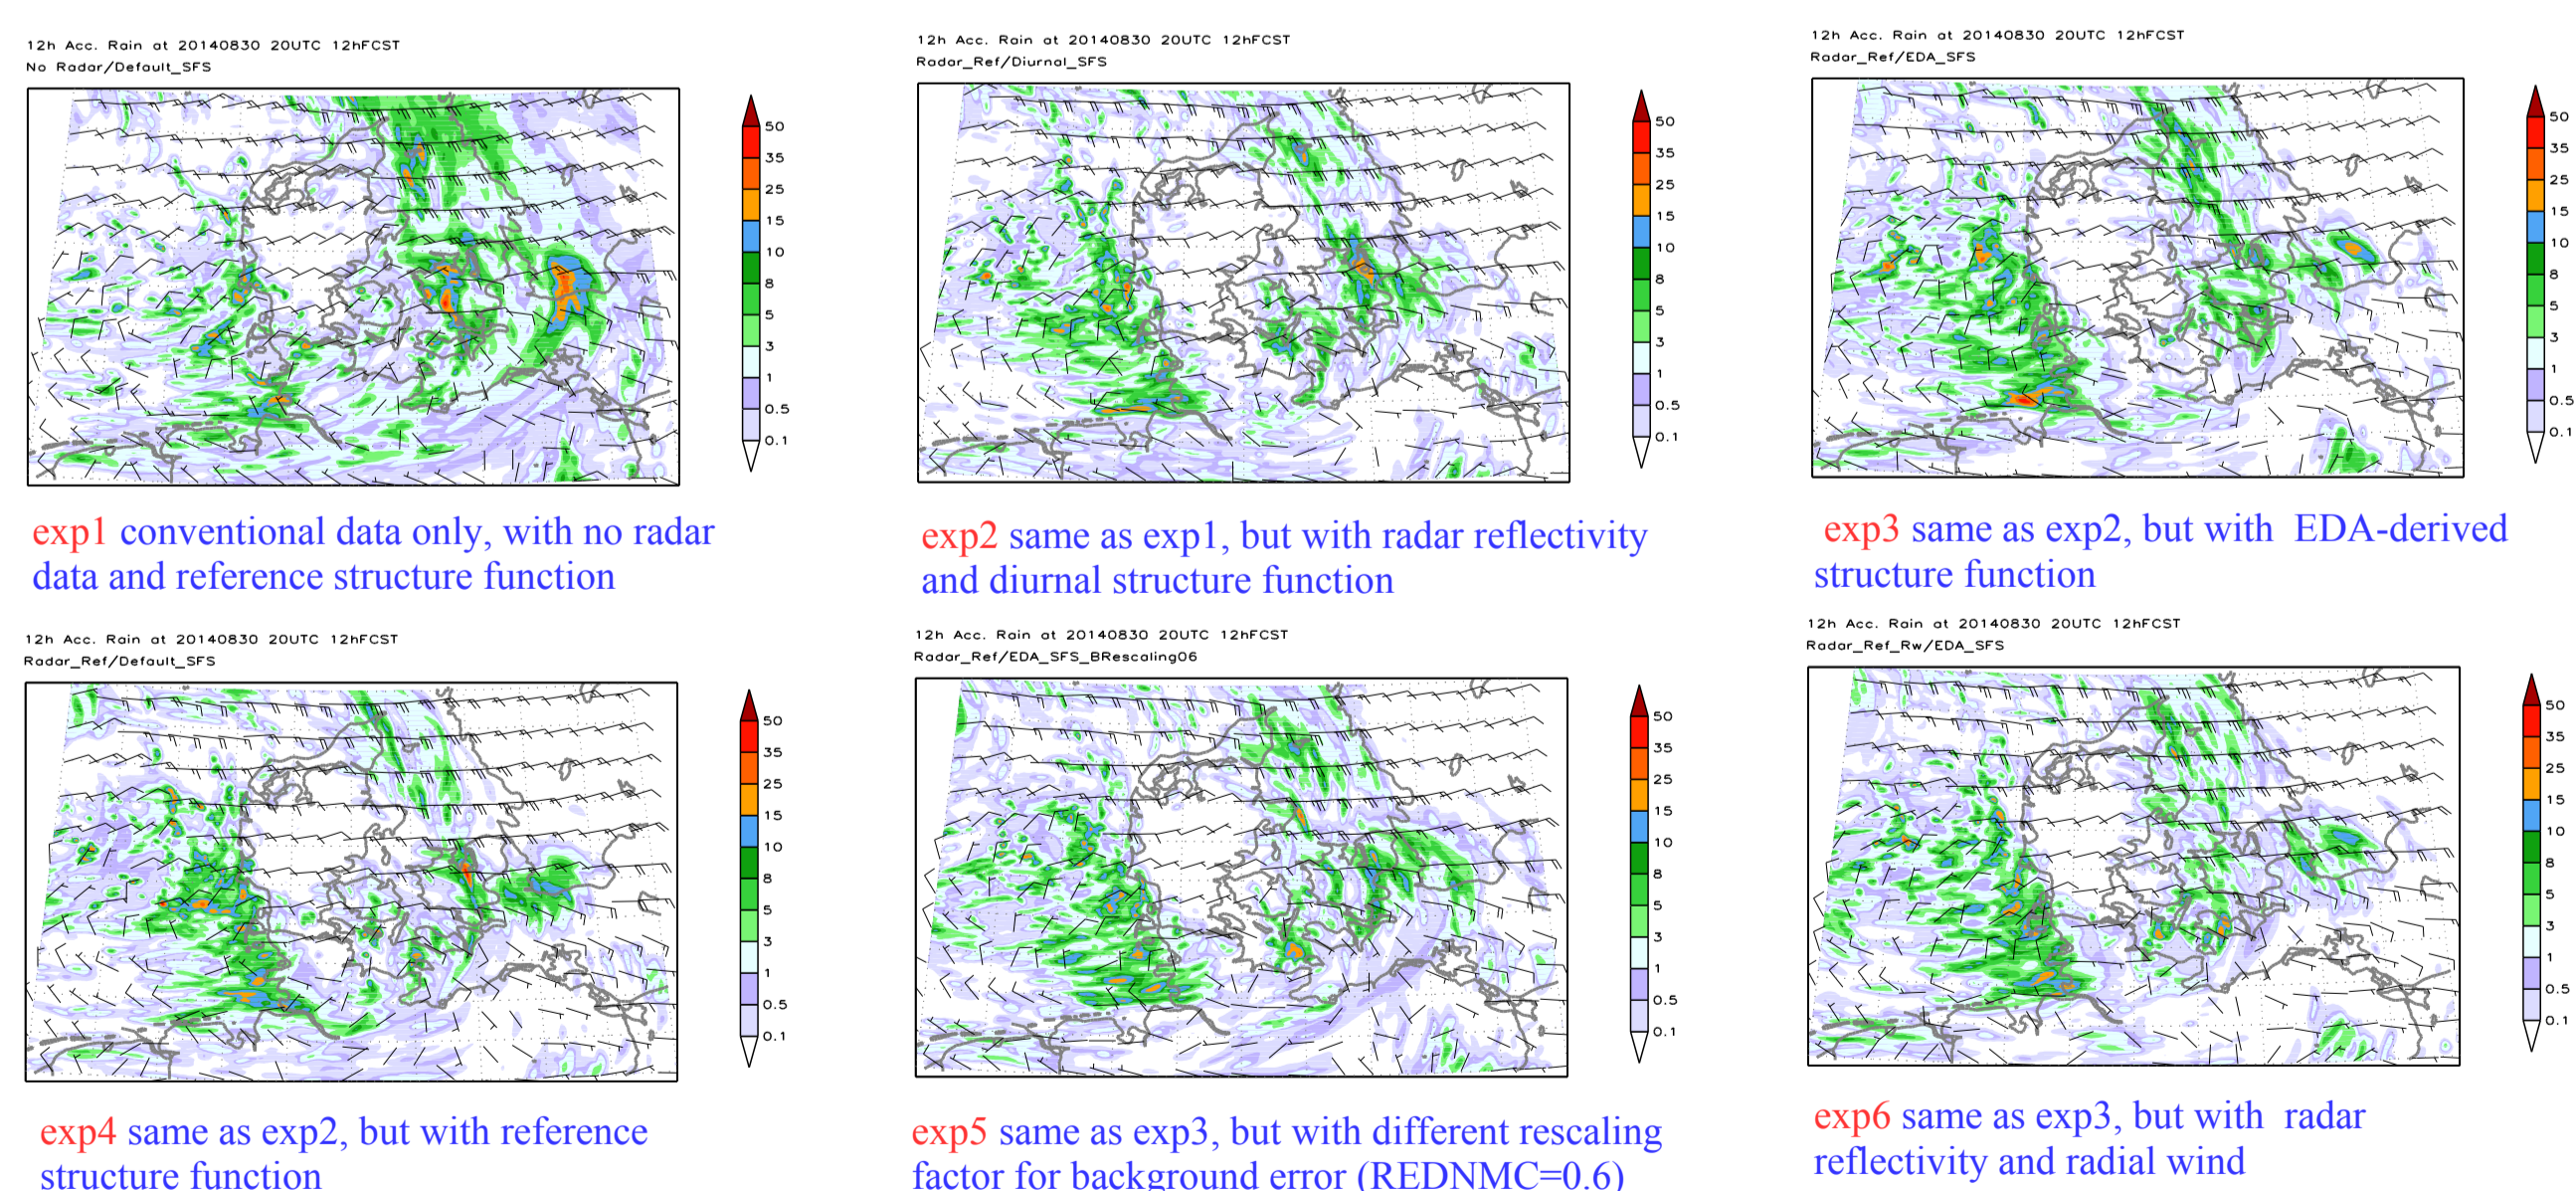 12h Acc. Rain at 20140830 20UTC 12hFCST
No Radar/Default_SFS
50
35
25
15
10
8
5
3
1
0.5
0.1
exp1 conventional data only, with no radar
data and reference structure function
12h Acc. Rain at 20140830 20UTC 12hFCST
Radar_Ref/Diurnal_SFS
50
35
25
15
10
8
5
3
1
0.5
0.1
exp2 same as exp1, but with radar reflectivity
and diurnal structure function
12h Acc. Rain at 20140830 20UTC 12hFCST
Radar_Ref/EDA_SFS
50
35
25
15
10
8
5
3
1
0.5
0.1
exp3 same as exp2, but with EDA-derived
structure function
12h Acc. Rain at 20140830 20UTC 12hFCST
Radar_Ref/Default_SFS
50
35
25
15
10
8
5
3
1
0.5
0.1
exp4 same as exp2, but with reference
structure function
12h Acc. Rain at 20140830 20UTC 12hFCST
Radar_Ref/EDA_SFS_BRescaling06
50
35
25
15
10
8
5
3
1
0.5
0.1
exp5 same as exp3, but with different rescaling
factor for background error (REDNMC=0.6)
12h Acc. Rain at 20140830 20UTC 12hFCST
Radar_Ref_Rw/EDA_SFS
50
35
25
15
10
8
5
3
1
0.5
0.1
exp6 same as exp3, but with radar
reflectivity and radial wind